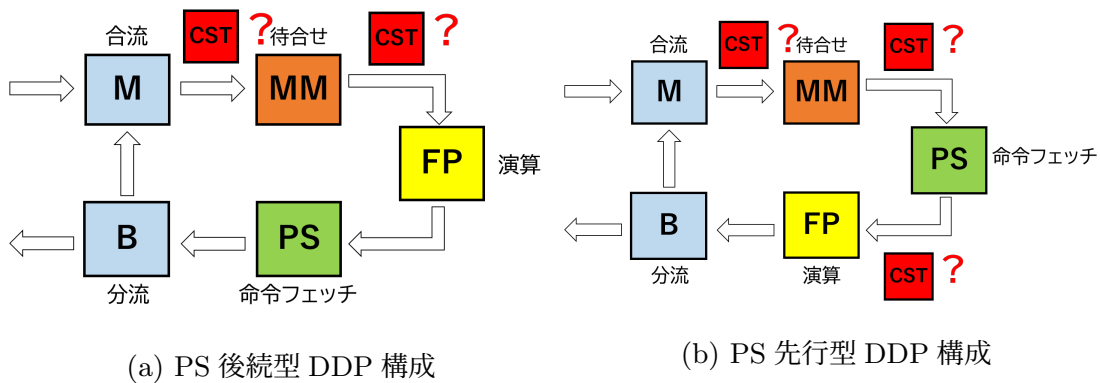 合流
CST
?
待合せ
CST
?
M
MM
FP
演算
B
PS
分流
命令フェッチ
(a) PS 後続型 DDP 構成
合流
CST
?
待合せ
CST
?
M
MM
PS
命令フェッチ
B
FP
分流
演算
CST
?
(b) PS 先行型 DDP 構成